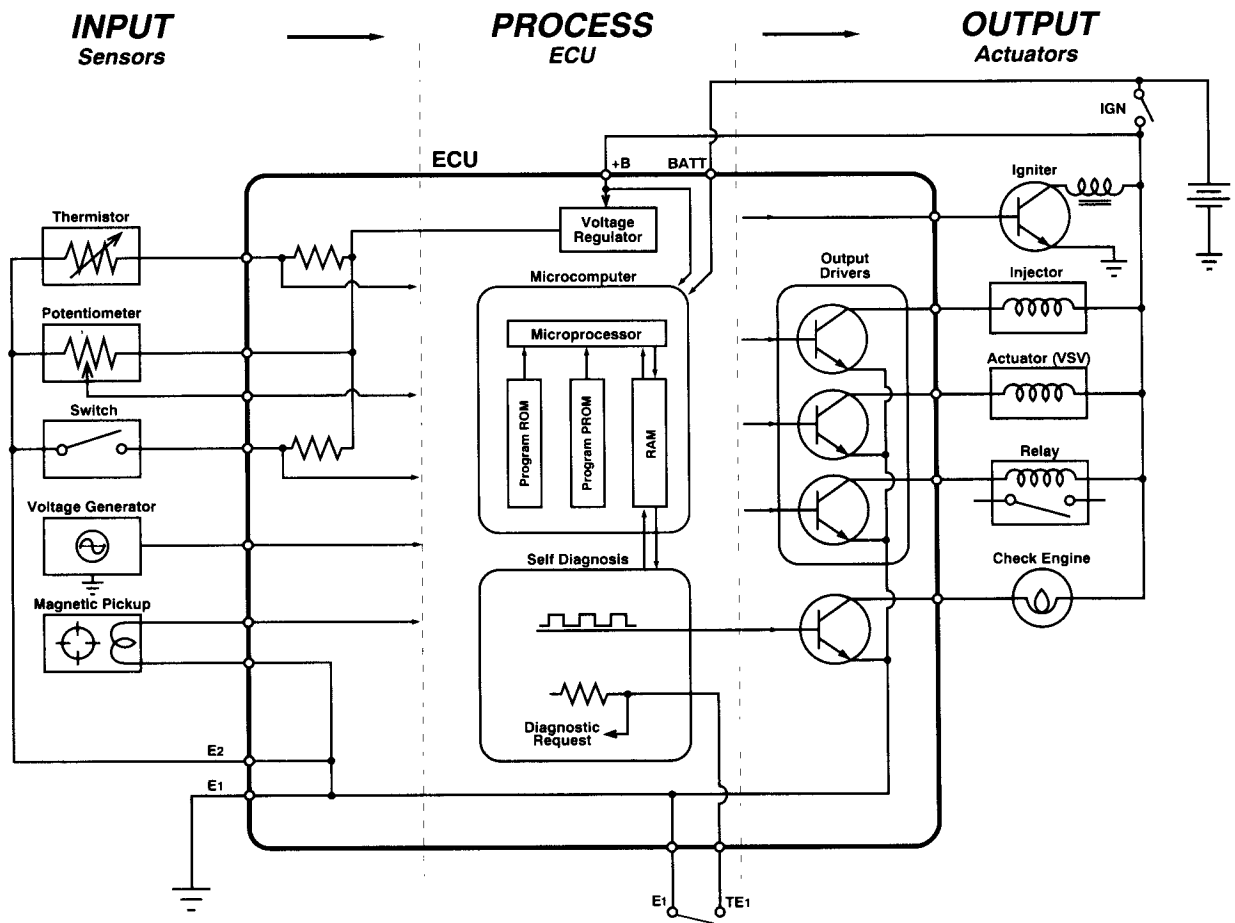 INPUT
Sensors
PROCESS
ECU
OUTPUT
Actuators
IGN
ECU
+B
BATT
Igniter
Thermistor
Voltage
Regulator
Output
Drivers
Microcomputer
Injector
Potentiometer
Microprocessor
Actuator (VSV)
Switch
Program ROM
Program PROM
RAM
Relay
Voltage Generator
Self Diagnosis
Check Engine
Magnetic Pickup
Diagnostic
Request
E2
E1
E1
TE1